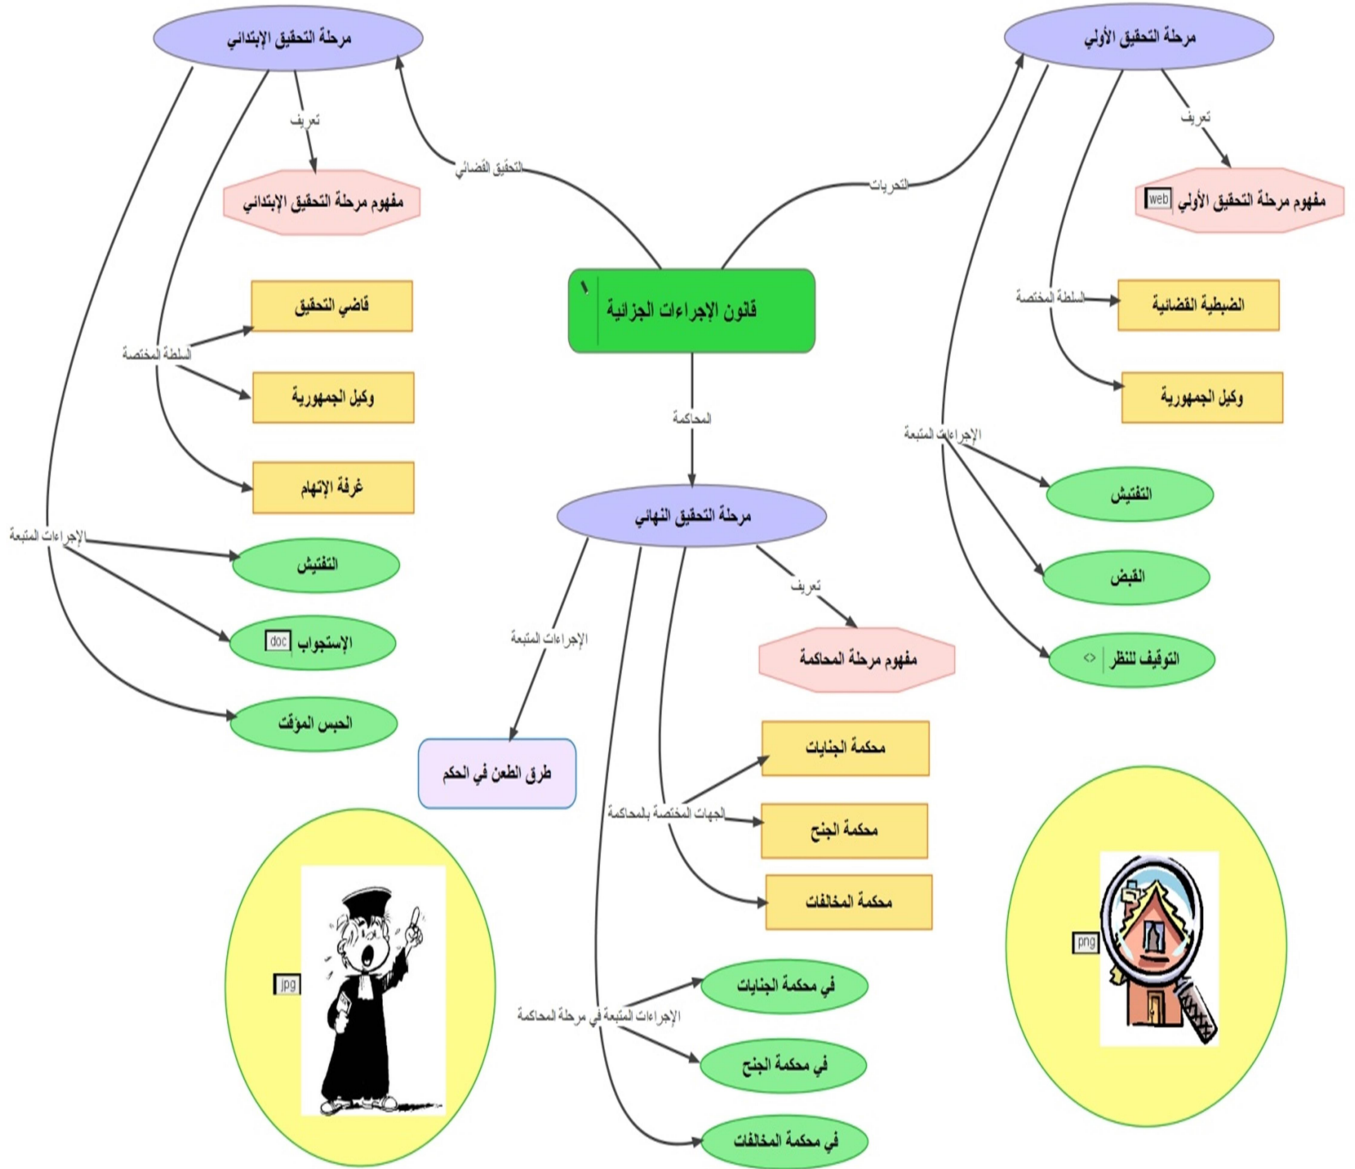 مرحلة التحقيق الأولي
تعريف
مفهوم مرحلة التحقيق الأولي
web
السلطة المختصة
الضبطية القضائية
وكيل الجمهورية
الإجراءات المتبعة
التفتيش
القبض
التوقيف للنظر
<>
png
التحريات
قانون الإجراءات الجزائية
التحقيق القضائي
المحاكمة
مرحلة التحقيق الإبتدائي
تعريف
مفهوم مرحلة التحقيق الإبتدائي
السلطة المختصة
قاضي التحقيق
وكيل الجمهورية
غرفة الإتهام
الإجراءات المتبعة
التفتيش
الإستجواب
doc
الحبس المؤقت
jpg
مرحلة التحقيق النهائي
تعريف
مفهوم مرحلة المحاكمة
الجهات المختصة بالمحاكمة
محكمة الجنايات
محكمة الجنح
محكمة المخالفات
الإجراءات المتبعة في مرحلة المحاكمة
في محكمة الجنايات
في محكمة الجنح
في محكمة المخالفات
الإجراءات المتبعة
طرق الطعن في الحكم